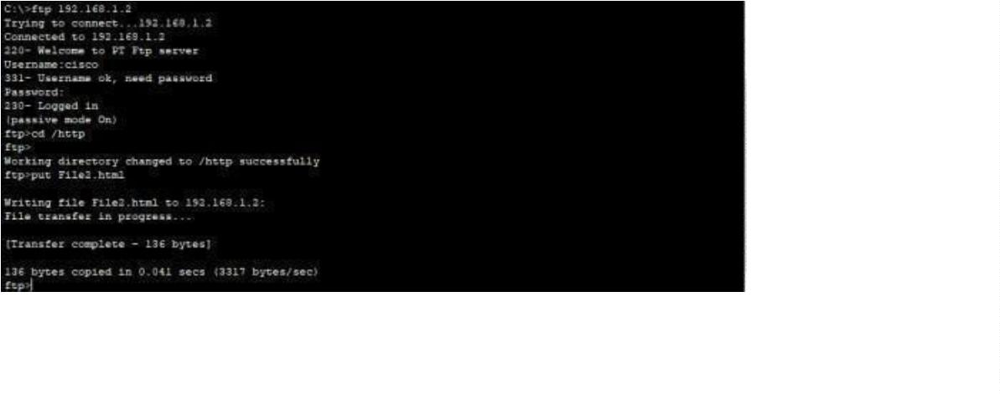 C:\>ftp 192.168.1.2
Trying to connect...192.168.1.2
Connected to 192.168.1.2
220- Welcome to PT Ftp server
Username:cisco
331- Username ok, need password
Password:
230- Logged in
(passive mode On)
ftp>cd /http
ftp>
Working directory changed to /http successfully
ftp>put File2.html
Writing file File2.html to 192.168.1.2:
File transfer in progress...
[Transfer complete - 136 bytes]
136 bytes copied in 0.041 secs (3317 bytes/sec)
ftp>